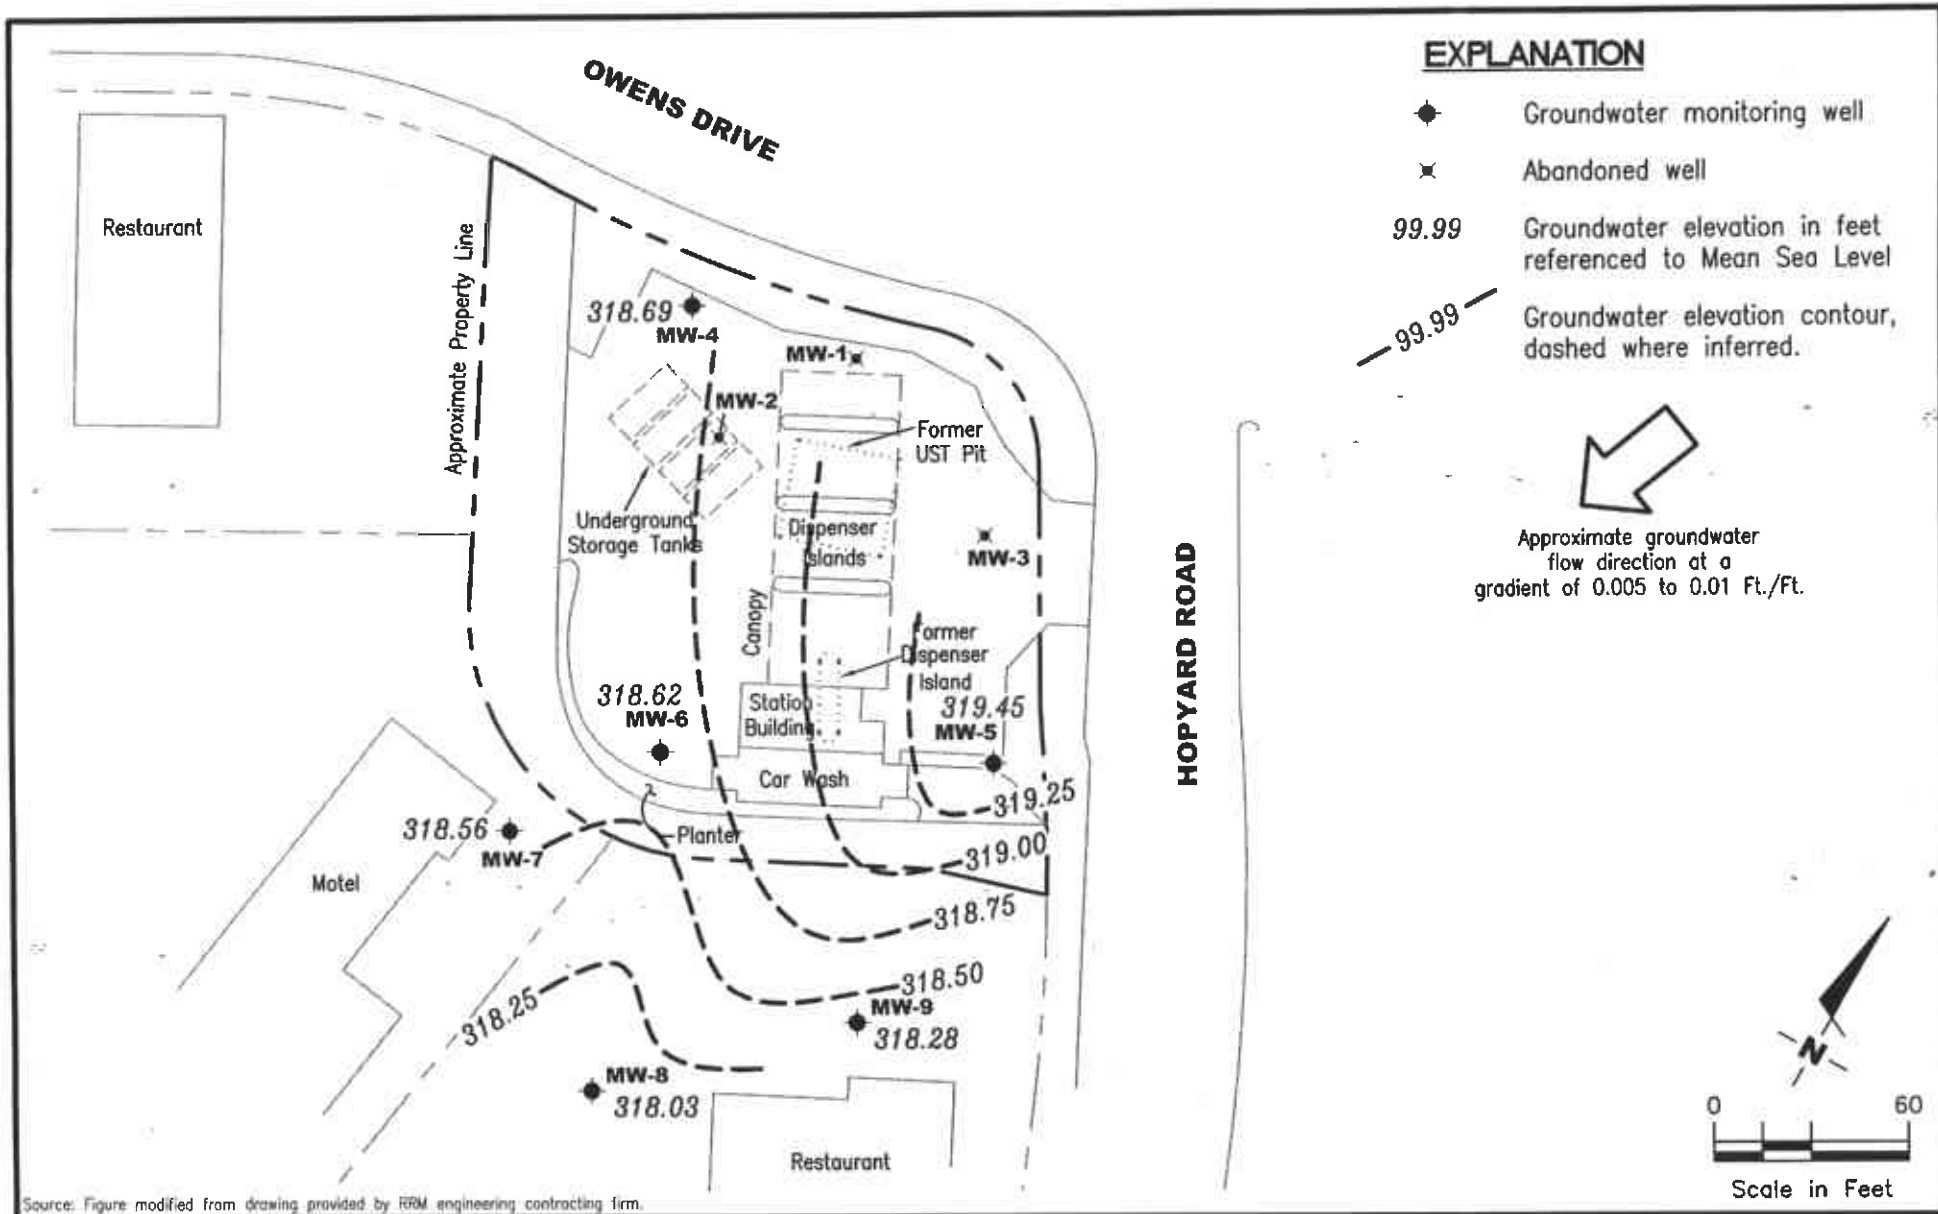 EXPLANATION
Groundwater monitoring well
Abandoned well
99.99
Groundwater elevation in feet
referenced to Mean Sea Level
99.99
Groundwater elevation contour,
dashed where inferred.
Approximate groundwater
flow direction at a
gradient of 0.005 to 0.01 Ft./Ft.
OWENS DRIVE
Restaurant
Approximate Property Line
318.69
MW-4
MW-1
MW-2
Former
UST Pit
Underground
Storage Tanks
Dispenser
Islands
MW-3
HOPYARD ROAD
Canopy
Former
Dispenser
Island
318.62
MW-6
Station
Building
319.45
MW-5
Car Wash
319.25
318.56
MW-7
Planter
319.00
Motel
318.75
318.50
318.25
MW-9
318.28
MW-8
318.03
Restaurant
N
0 60
Scale in Feet
Source: Figure modified from drawing provided by RRM engineering contracting firm.